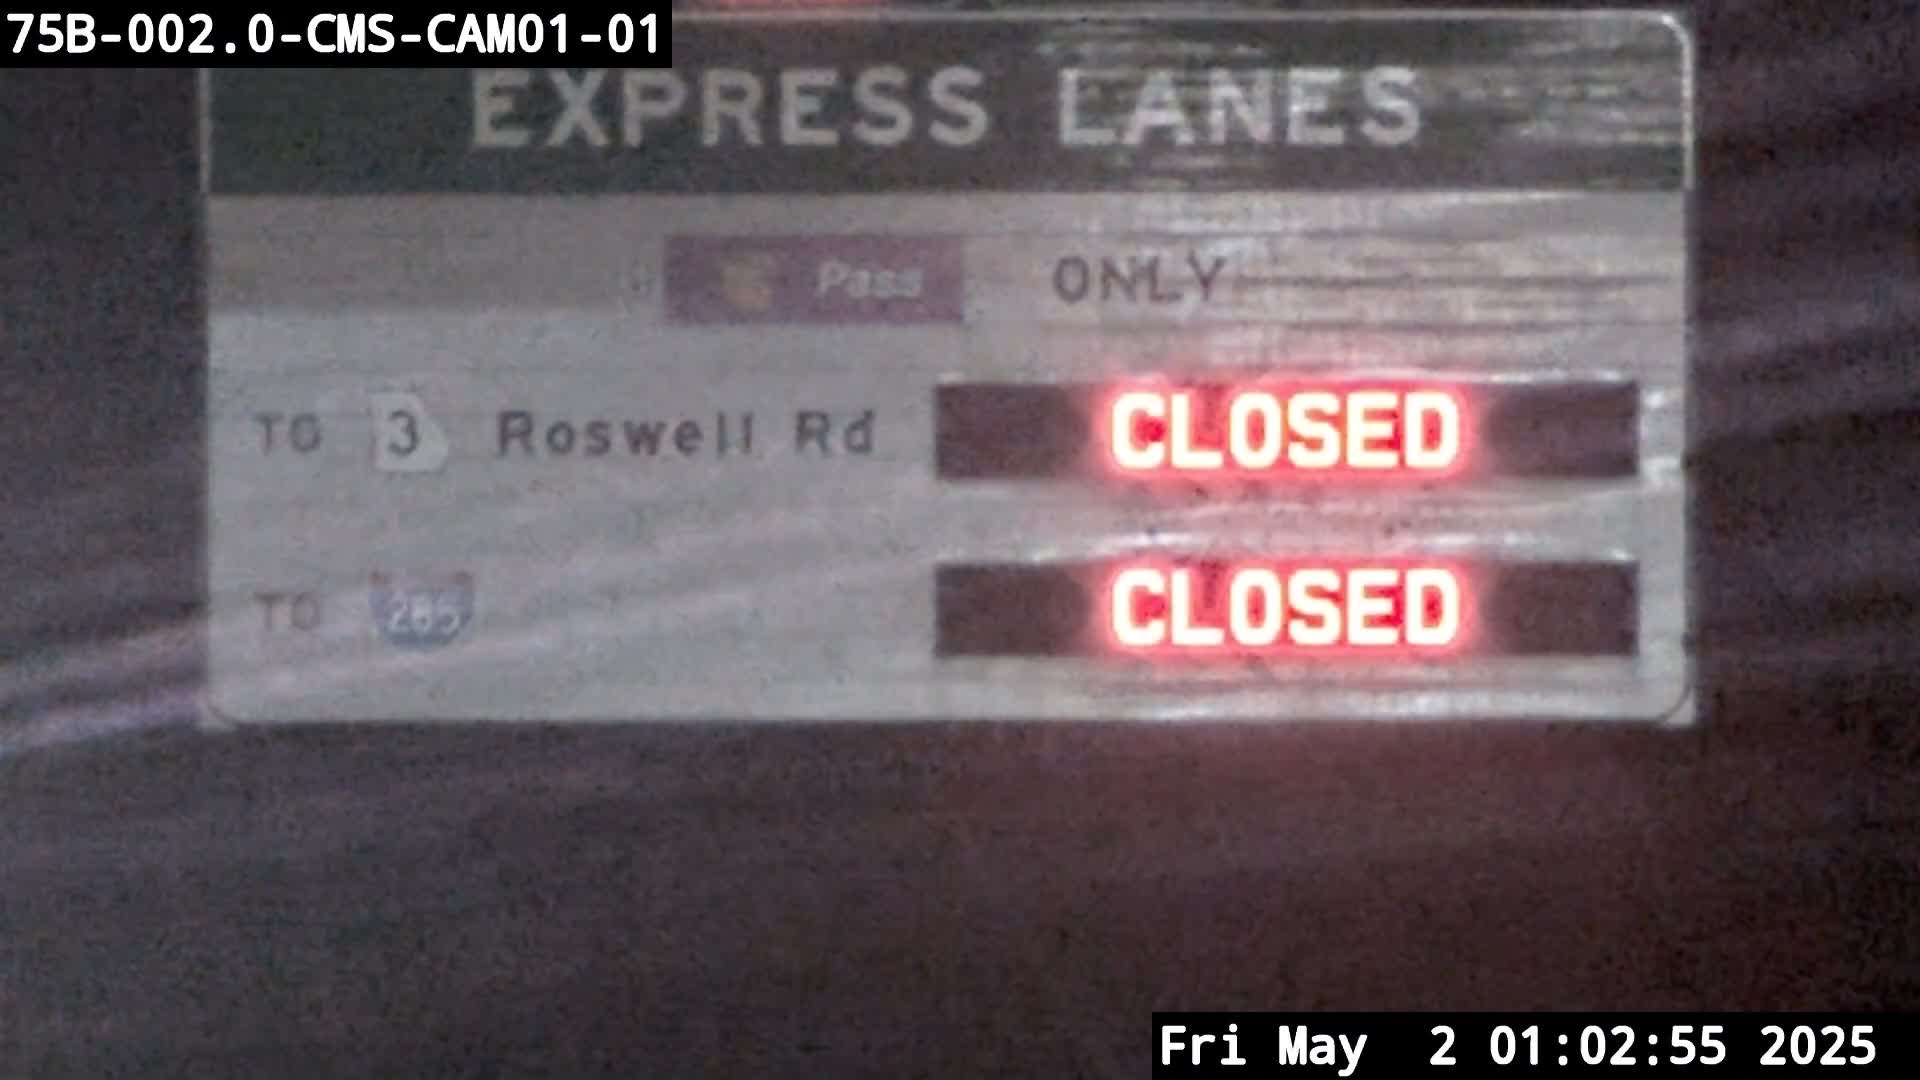 75B-002.0-CMS-CAM01-01
EXPRESS LANES
Pass ONLY
TO 3 Roswell Rd CLOSED
TO 285 CLOSED
Fri May 2 01:02:55 2025